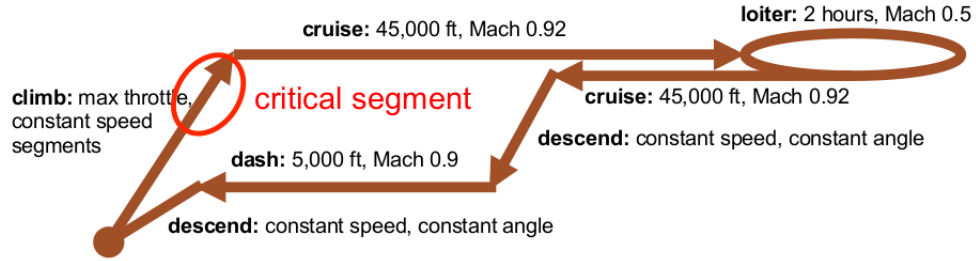 loiter: 2 hours, Mach 0.5
cruise: 45,000 ft, Mach 0.92
climb: max throttle,
constant speed
segments
critical segment
cruise: 45,000 ft, Mach 0.92
descend: constant speed, constant angle
dash: 5,000 ft, Mach 0.9
descend: constant speed, constant angle